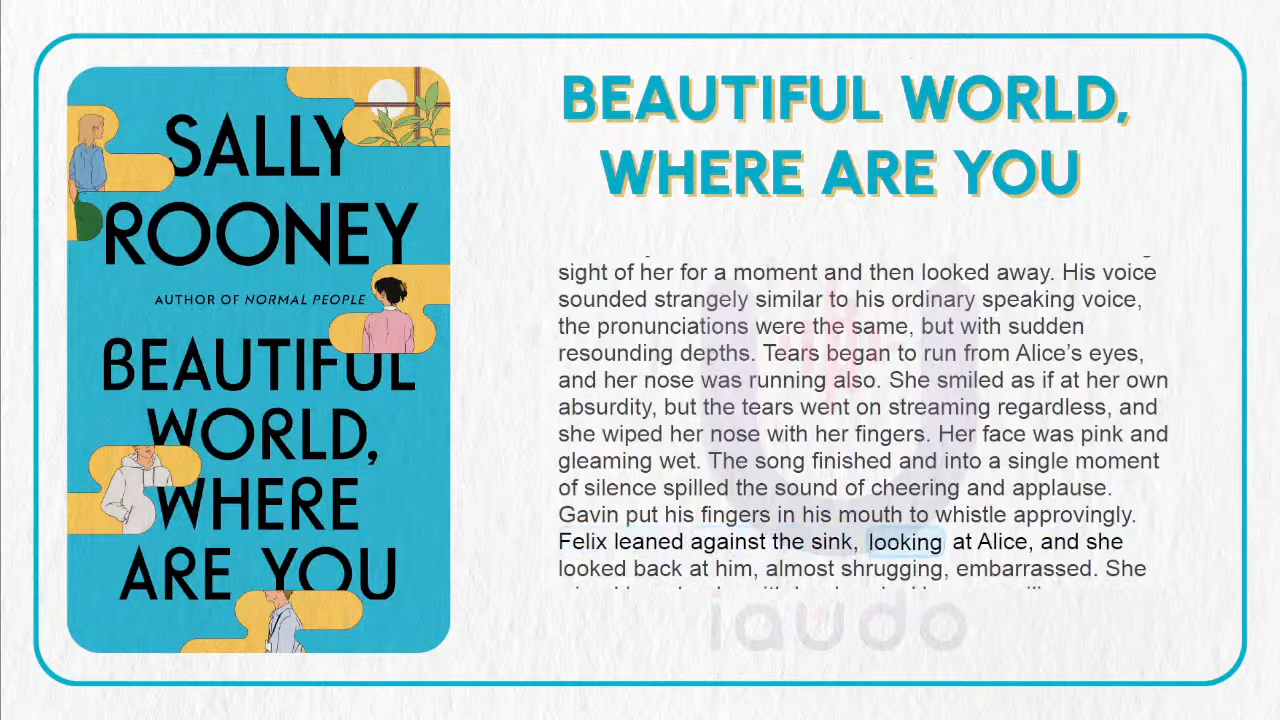 SALLY
ROONEY
AUTHOR OF NORMAL PEOPLE
BEAUTIFUL
WORLD,
WHERE
ARE YOU
BEAUTIFUL WORLD,
WHERE ARE YOU
sight of her for a moment and then looked away. His voice
sounded strangely similar to his ordinary speaking voice,
the pronunciations were the same, but with sudden
resounding depths. Tears began to run from Alice’s eyes,
and her nose was running also. She smiled as if at her own
absurdity, but the tears went on streaming regardless, and
she wiped her nose with her fingers. Her face was pink and
gleaming wet. The song finished and into a single moment
of silence spilled the sound of cheering and applause.
Gavin put his fingers in his mouth to whistle approvingly.
Felix leaned against the sink, looking at Alice, and she
looked back at him, almost shrugging, embarrassed. She
iaudo